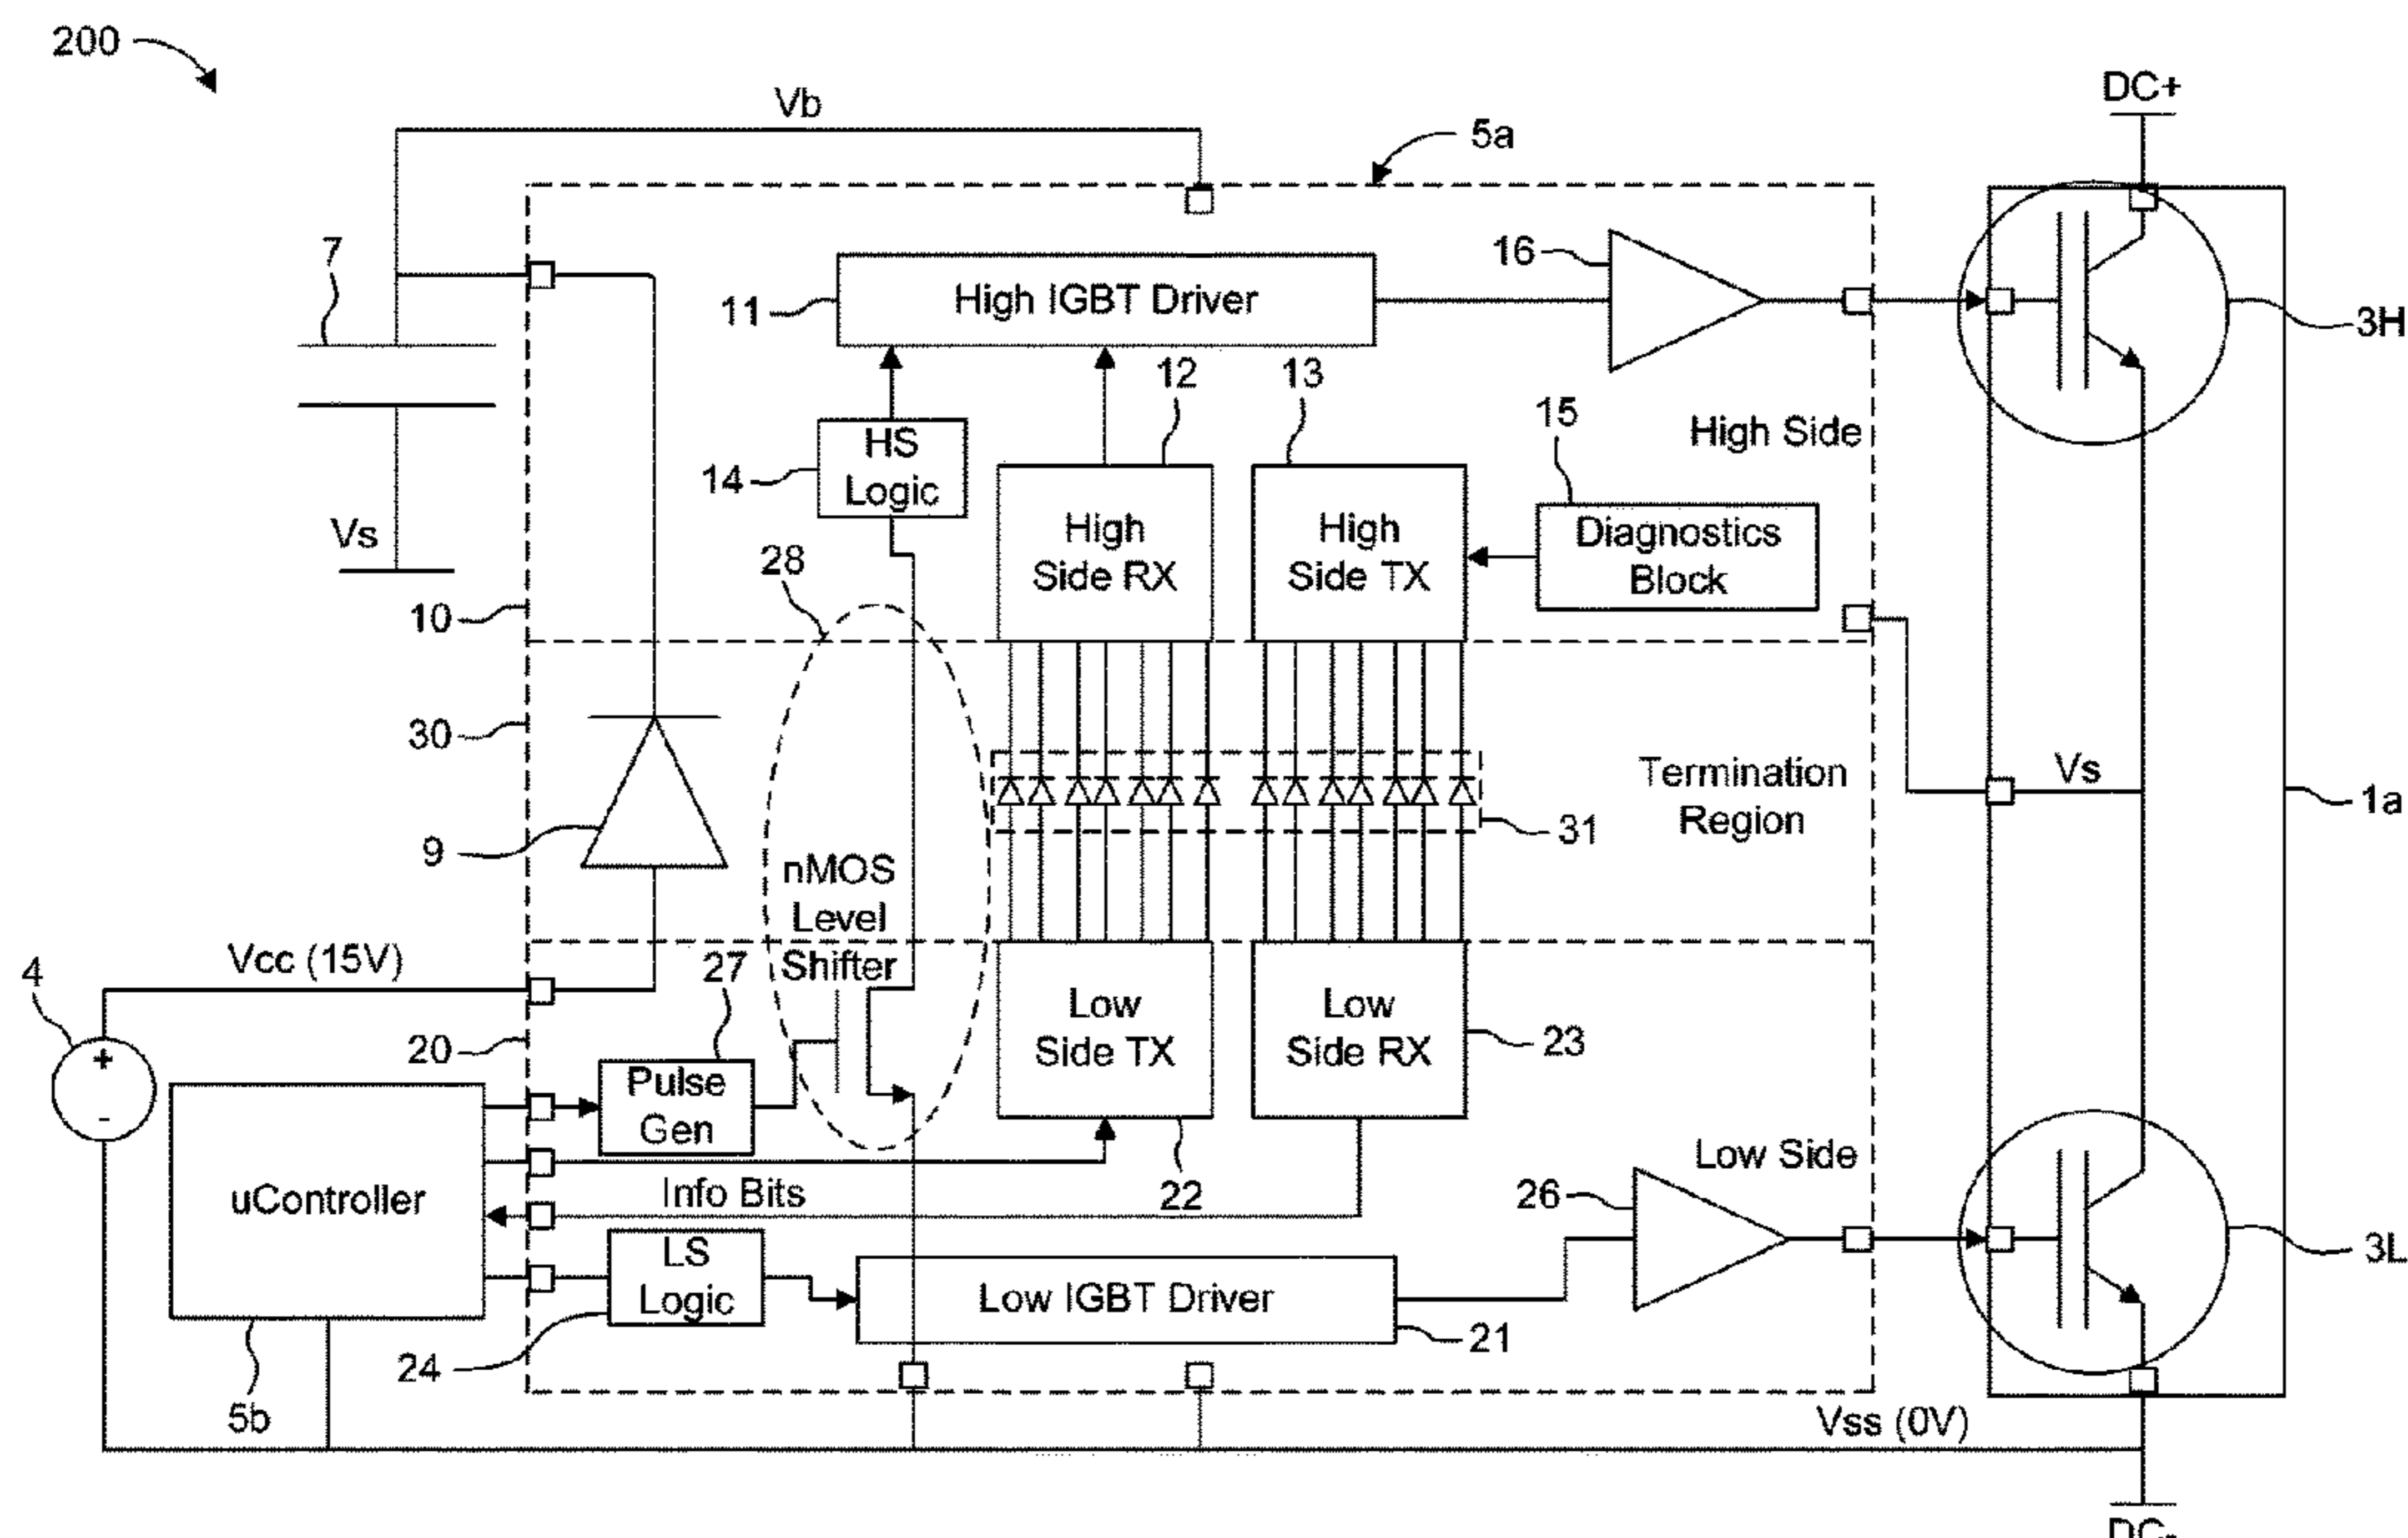 200
Vb
5a
DC+
7
11
High IGBT Driver
16
3H
12
13
15
High Side
14
HS
Logic
High
Side RX
High
Side TX
Diagnostics
Block
Vs
28
10
30
Termination
Region
Vs
1a
31
9
nMOS
Level
Shifter
Vcc (15V)
4
27
20
Low
Side TX
Low
Side RX
23
+
-
Pulse
Gen
uController
Info Bits
22
Low Side
26
LS
Logic
Low IGBT Driver
21
3L
24
5b
Vss (0V)
DC-